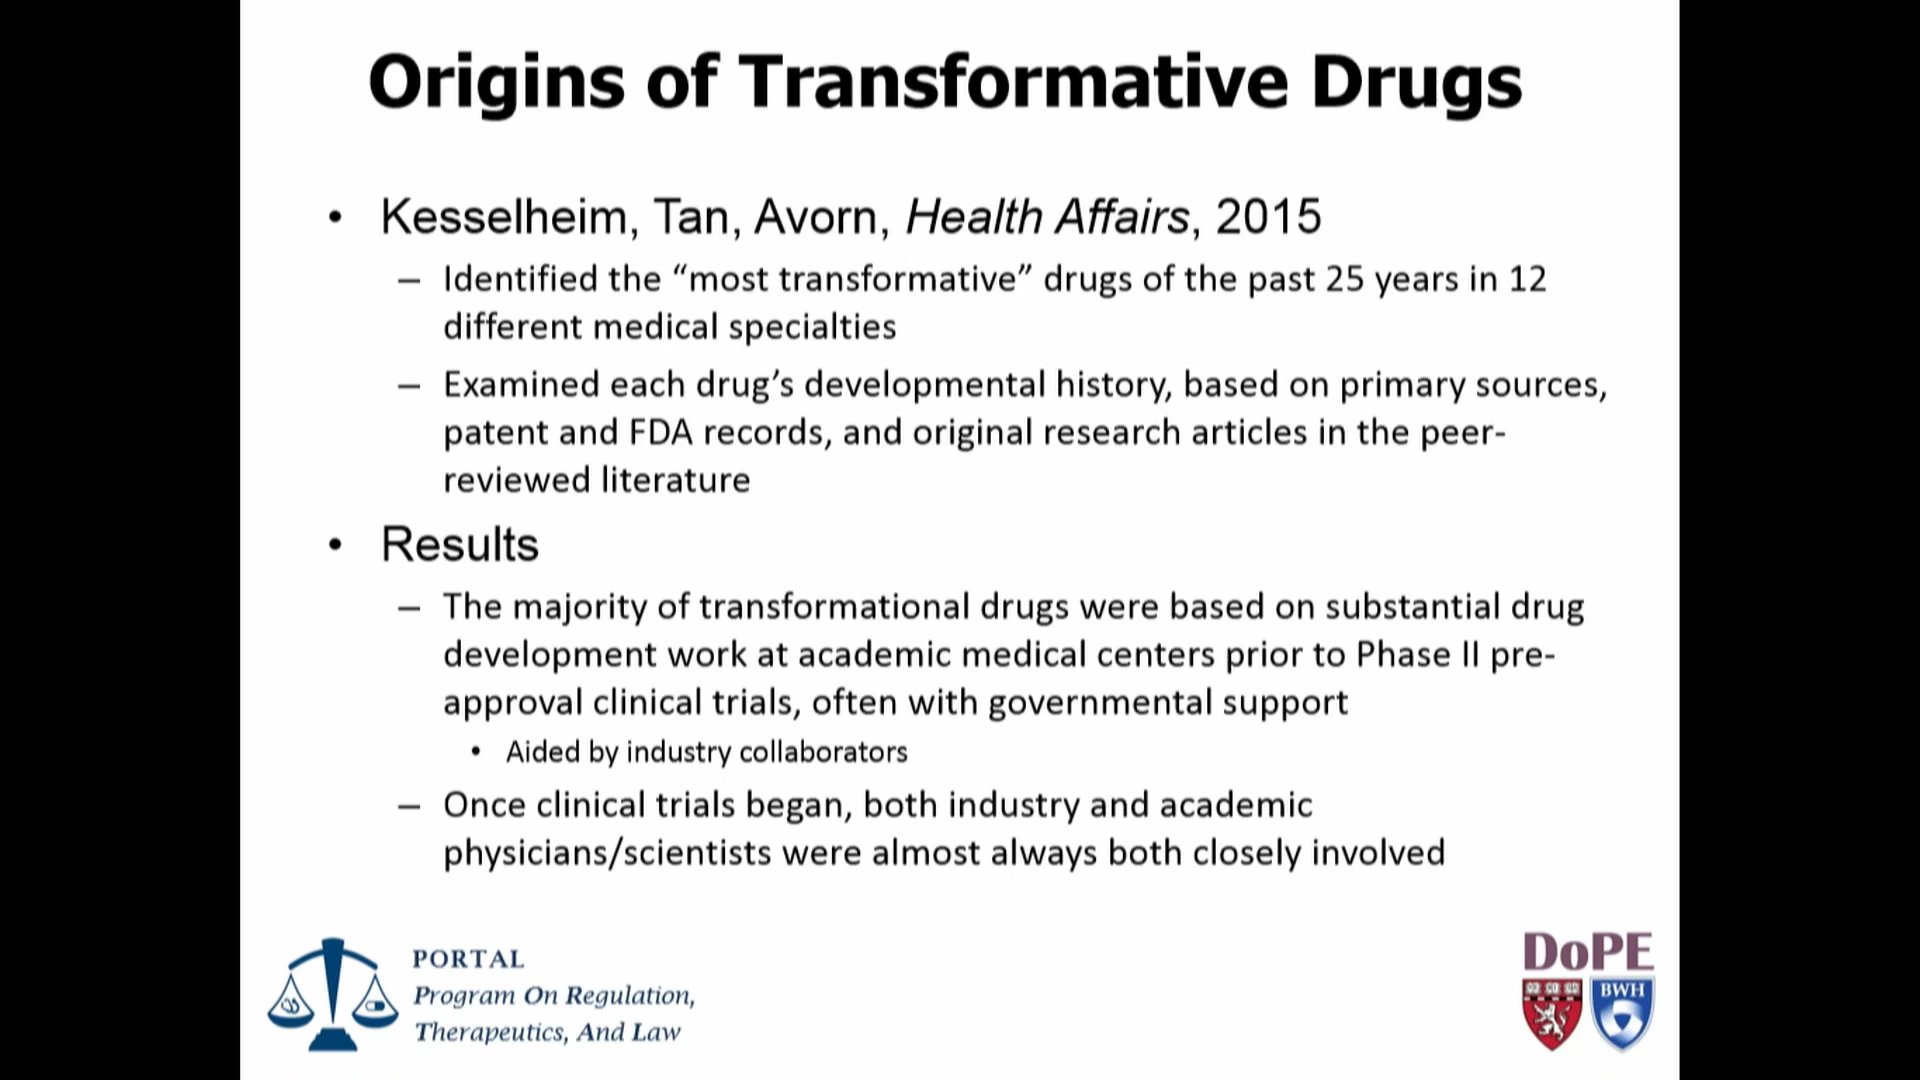 Origins of Transformative Drugs
• Kesselheim, Tan, Avorn, Health Affairs, 2015
– Identified the “most transformative” drugs of the past 25 years in 12
different medical specialties
– Examined each drug’s developmental history, based on primary sources,
patent and FDA records, and original research articles in the peer-
reviewed literature
• Results
– The majority of transformational drugs were based on substantial drug
development work at academic medical centers prior to Phase II pre-
approval clinical trials, often with governmental support
• Aided by industry collaborators
– Once clinical trials began, both industry and academic
physicians/scientists were almost always both closely involved
PORTAL
Program On Regulation,
Therapeutics, And Law
DoPE
BWH